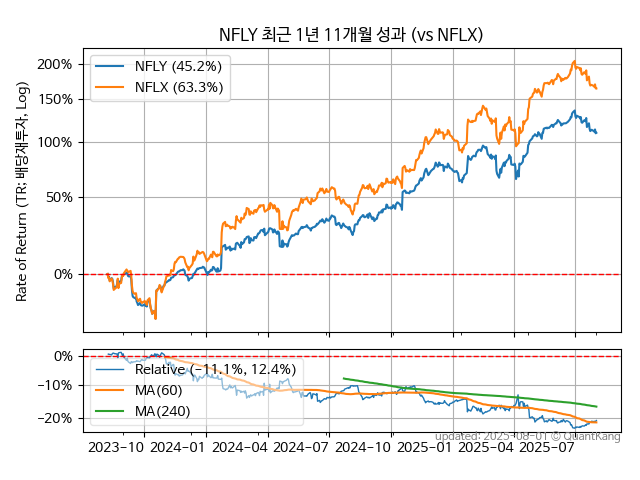 NFLY 최근 1년 11개월 성과 (vs NFLX)
Rate of Return (TR: 배당재투자, Log)
200%
150%
100%
50%
0%
NFLY (45.2%)
NFLX (63.3%)
0%
−10%
−20%
Relative (−11.1%, 12.4%)
MA(60)
MA(240)
2023-10 2024-01 2024-04 2024-07 2024-10 2025-01 2025-04 2025-07
updated: 2025-08-01 © QuantKang